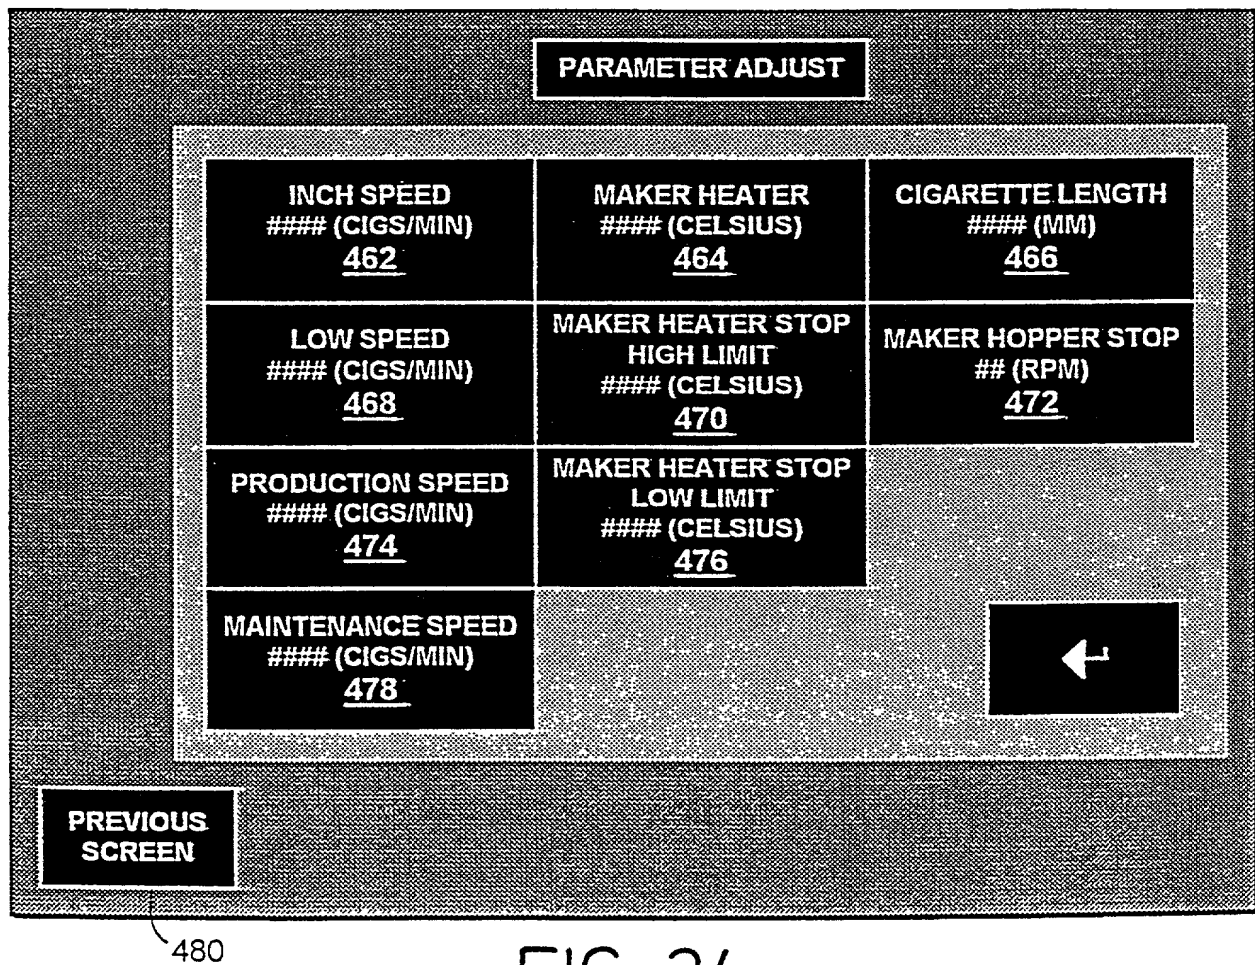 PARAMETER ADJUST
INCH SPEED
#### (CIGS/MIN)
462
MAKER HEATER
#### (CELSIUS)
464
CIGARETTE LENGTH
#### (MM)
466
LOW SPEED
#### (CIGS/MIN)
468
MAKER HEATER STOP
HIGH LIMIT
#### (CELSIUS)
470
MAKER HOPPER STOP
## (RPM)
472
PRODUCTION SPEED
#### (CIGS/MIN)
474
MAKER HEATER STOP
LOW LIMIT
#### (CELSIUS)
476
MAINTENANCE SPEED
#### (CIGS/MIN)
478
PREVIOUS
SCREEN
480
FIG.